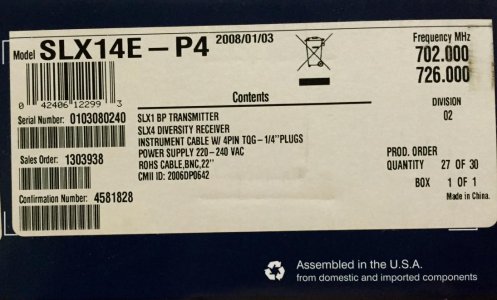 Model SLX14E-P4 2008/01/03
Frequency MHz
702.000
726.000
0 42406 12299 3
Contents
DIVISION
02
Serial Number: 0103080240
SLX1 BP TRANSMITTER
SLX4 DIVERSITY RECEIVER
INSTRUMENT CABLE W/ 4PIN TQG-1/4"PLUGS
POWER SUPPLY 220-240 VAC
ROHS CABLE,BNC,22"
CMII ID: 2006DP0642
Sales Order: 1303938
PROD. ORDER
QUANTITY 27 OF 30
BOX 1 OF 1
Made in China.
Confirmation Number: 4581828
Assembled in the U.S.A.
from domestic and imported components